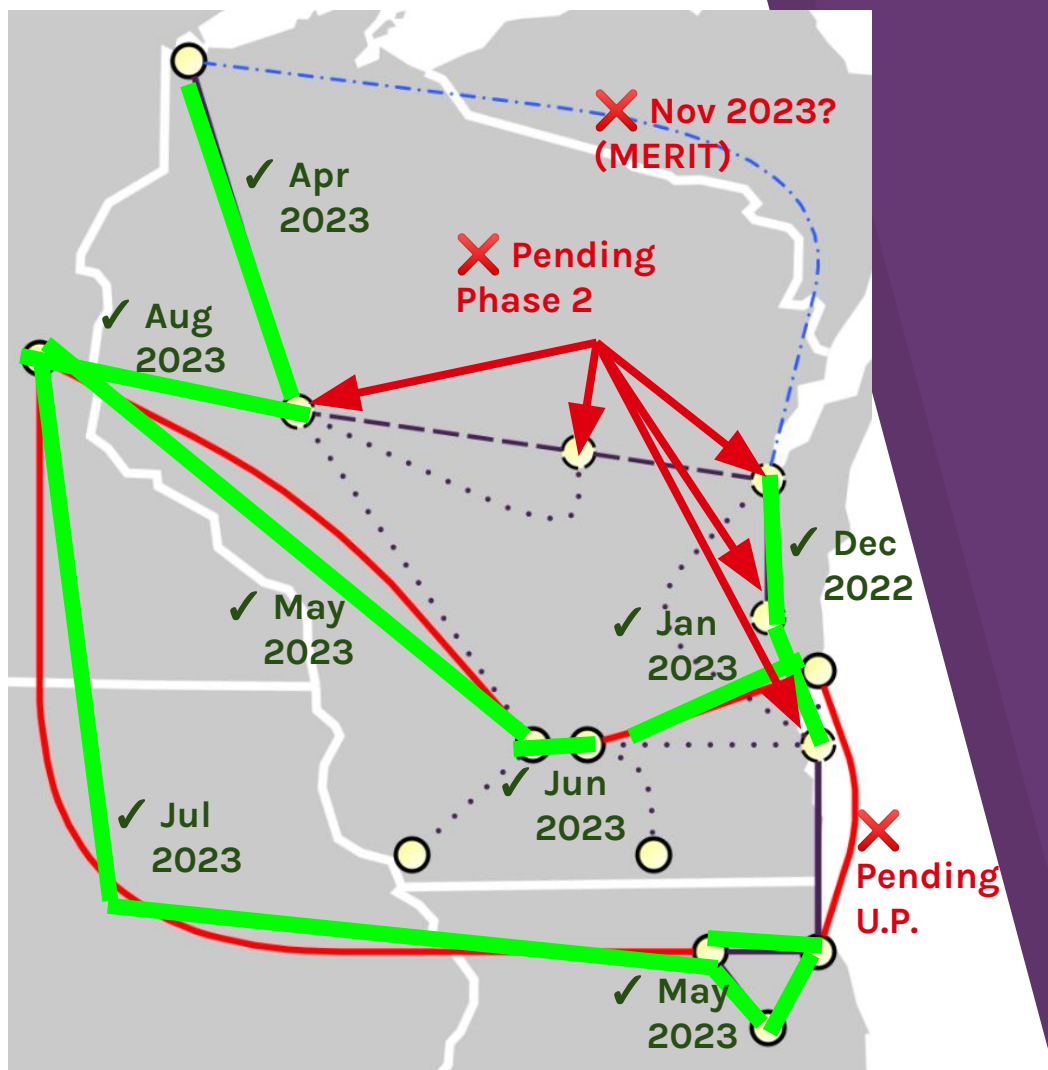 ❌ Nov 2023?
(MERIT)
✓ Apr
2023
❌ Pending
Phase 2
✓ Aug
2023
✓ Dec
2022
✓ May
2023
✓ Jan
2023
✓ Jun
2023
✓ Jul
2023
❌
Pending
U.P.
✓ May
2023